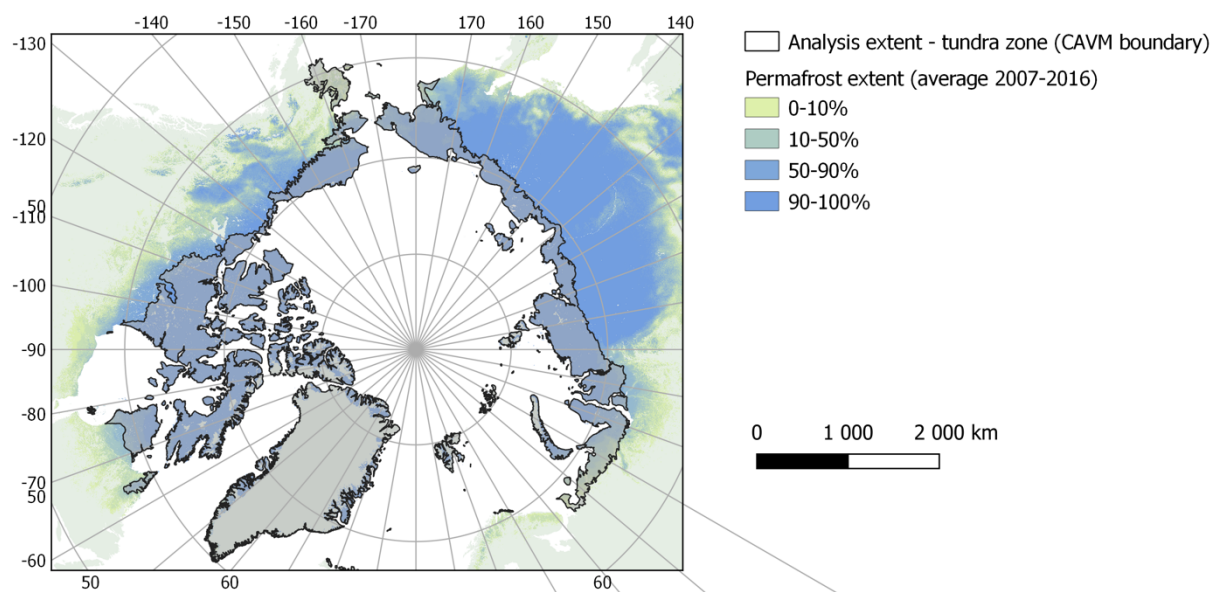 -140 -150 -160 -170 170 160 150 140
-130
-120
-110
50
-100
-90
-80
-70
50
-60
50 60 60
Analysis extent - tundra zone (CAVM boundary)
Permafrost extent (average 2007-2016)
0-10%
10-50%
50-90%
90-100%
0 1 000 2 000 km